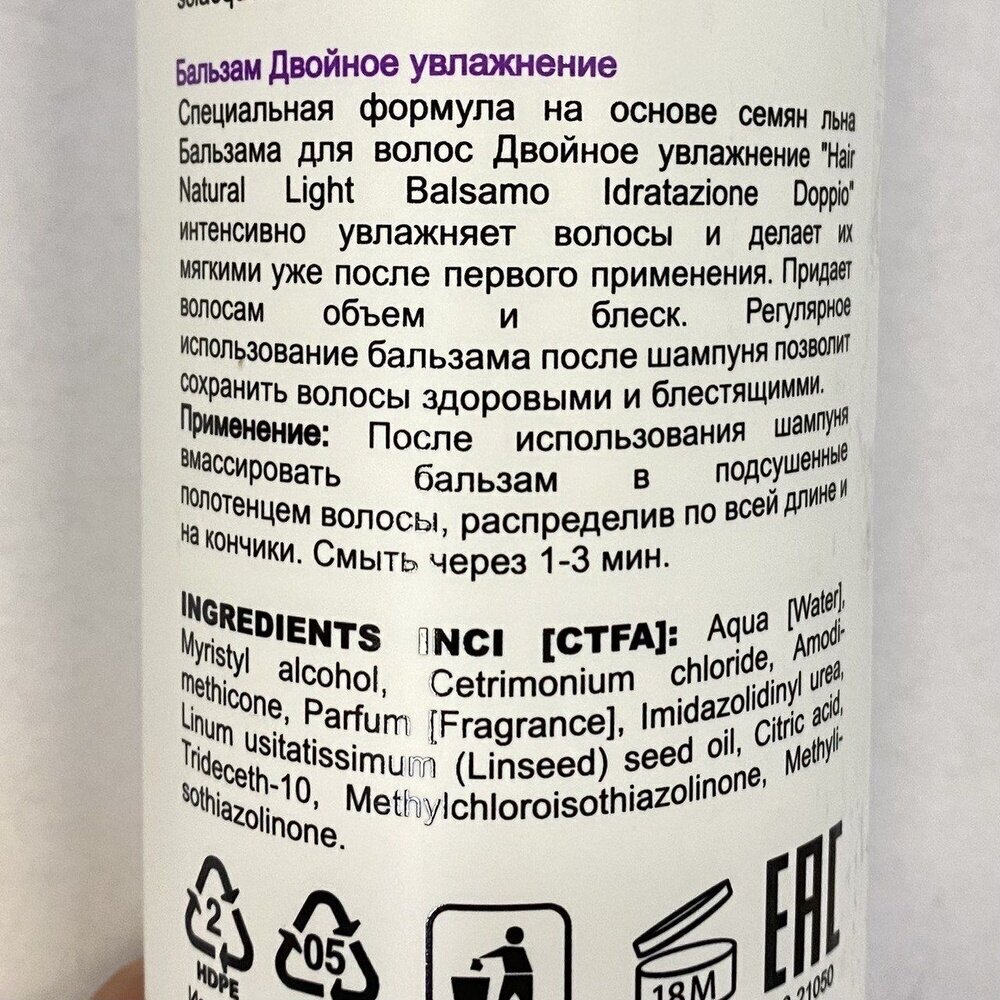 Бальзам Двойное увлажнение
Специальная формула на основе семян льна
Бальзама для волос Двойное увлажнение "Hair
Natural Light Balsamo Idratazione Doppio"
интенсивно увлажняет волосы и делает их
мягкими уже после первого применения. Придает
волосам объем и блеск. Регулярное
использование бальзама после шампуня позволит
сохранить волосы здоровыми и блестящимми.
Применение: После использования шампуня
вмассировать бальзам в подсушенные
полотенцем волосы, распределив по всей длине и
на кончики. Смыть через 1-3 мин.
INGREDIENTS INCI [CTFA]: Aqua [Water],
Myristyl alcohol, Cetrimonium chloride, Amodi-
methicone, Parfum [Fragrance], Imidazolidinyl urea,
Linum usitatissimum (Linseed) seed oil, Citric acid,
Trideceth-10, Methylchloroisothiazolinone, Methyli-
sothiazolinone.
2
HDPE
05
18M
EAC
21050